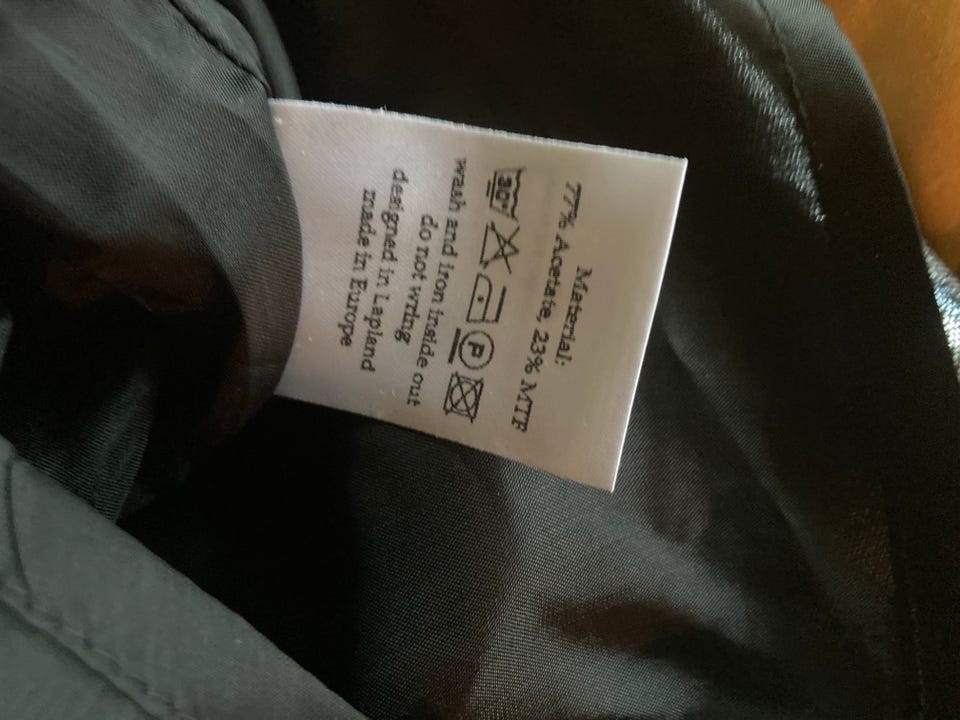 Material:
77% Acetate, 23% MTF
30° P
wash and iron inside out
do not wring
designed in Lapland
made in Europe